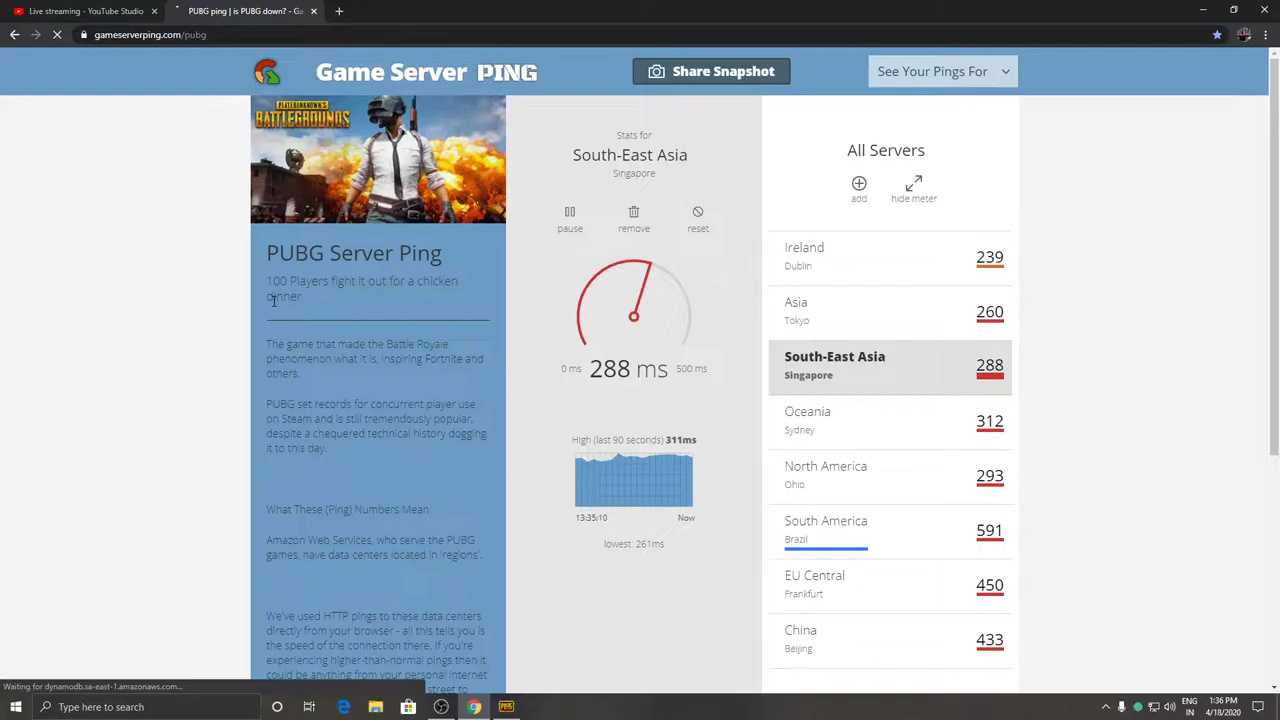 Live streaming - YouTube Studio
PUBG ping | is PUBG down? - Ga
gameserverping.com/pubg
Game Server PING
Share Snapshot
See Your Pings For
PLAYERUNKNOWN'S
BATTLEGROUNDS
PUBG Server Ping
100 Players fight it out for a chicken
dinner
The game that made the Battle Royale
phenomenon what it is, inspiring Fortnite and
others.
PUBG set records for concurrent player use
on Steam and is still tremendously popular,
despite a chequered technical history dogging
it to this day.
What These (Ping) Numbers Mean
Amazon Web Services, who serve the PUBG
games, have data centers located in 'regions'.
We've used HTTP pings to these data centers
directly from your browser - all this tells you is
the speed of the connection there. If you're
experiencing higher-than-normal pings then it
could be anything from your personal Internet
street to
Stats for
South-East Asia
Singapore
pause
remove
reset
0 ms
288 ms
500 ms
High (last 90 seconds) 311ms
13:35:10
Now
lowest: 261ms
All Servers
add
hide meter
Ireland
Dublin
239
Asia
Tokyo
260
South-East Asia
Singapore
288
Oceania
Sydney
312
North America
Ohio
293
South America
Brazil
591
EU Central
Frankfurt
450
China
Beijing
433
Waiting for dynamodb.sa-east-1.amazonaws.com...
Type here to search
ENG
IN
1:36 PM
4/18/2020